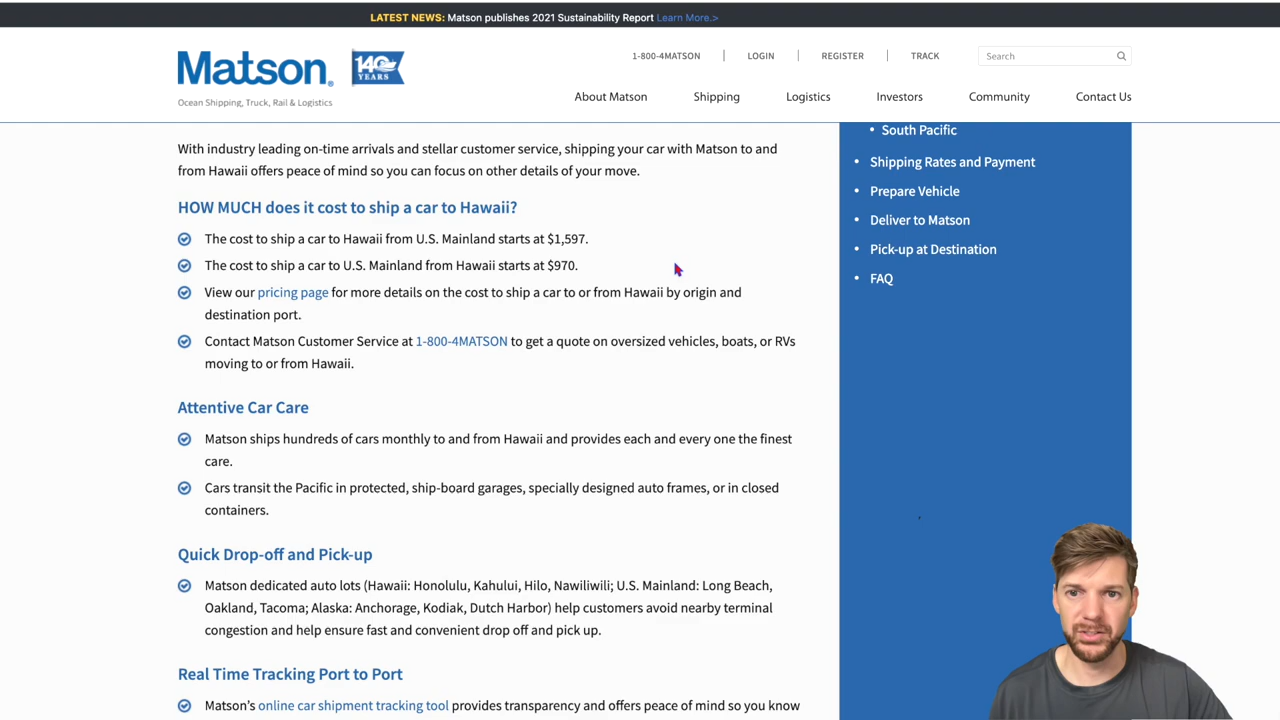 LATEST NEWS: Matson publishes 2021 Sustainability Report Learn More.>
Matson®
140
YEARS
Ocean Shipping, Truck, Rail & Logistics
1-800-4MATSON | LOGIN | REGISTER | TRACK
Search
About Matson Shipping Logistics Investors Community Contact Us
With industry leading on-time arrivals and stellar customer service, shipping your car with Matson to and
from Hawaii offers peace of mind so you can focus on other details of your move.
HOW MUCH does it cost to ship a car to Hawaii?
The cost to ship a car to Hawaii from U.S. Mainland starts at $1,597.
The cost to ship a car to U.S. Mainland from Hawaii starts at $970.
View our pricing page for more details on the cost to ship a car to or from Hawaii by origin and
destination port.
Contact Matson Customer Service at 1-800-4MATSON to get a quote on oversized vehicles, boats, or RVs
moving to or from Hawaii.
Attentive Car Care
Matson ships hundreds of cars monthly to and from Hawaii and provides each and every one the finest
care.
Cars transit the Pacific in protected, ship-board garages, specially designed auto frames, or in closed
containers.
Quick Drop-off and Pick-up
Matson dedicated auto lots (Hawaii: Honolulu, Kahului, Hilo, Nawiliwili; U.S. Mainland: Long Beach,
Oakland, Tacoma; Alaska: Anchorage, Kodiak, Dutch Harbor) help customers avoid nearby terminal
congestion and help ensure fast and convenient drop off and pick up.
Real Time Tracking Port to Port
Matson's online car shipment tracking tool provides transparency and offers peace of mind so you know
• South Pacific
• Shipping Rates and Payment
• Prepare Vehicle
• Deliver to Matson
• Pick-up at Destination
• FAQ